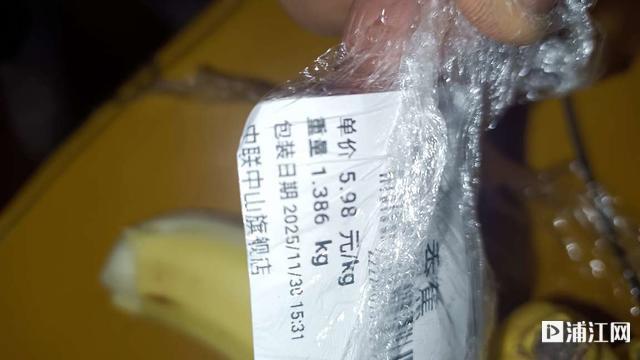 香蕉
单价 5.98 元/kg
重量 1.386 kg
包装日期 2025/11/30 15:31
中联中山旗舰店
浦江网